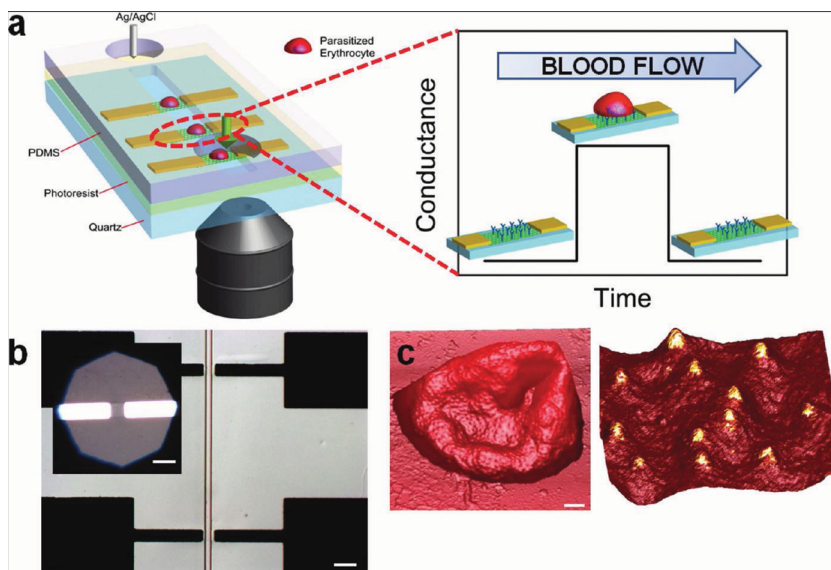 a
Ag/AgCl
Parasitized
Erythrocyte
PDMS
Photoresist
Quartz
BLOOD FLOW
Conductance
Time
b
c